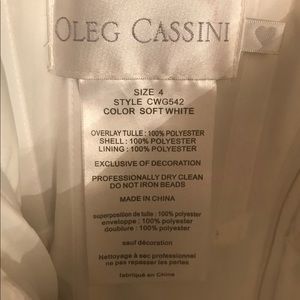 OLEG CASSINI
SIZE 4
STYLE CWG542
COLOR SOFT WHITE
OVERLAY TULLE : 100% POLYESTER
SHELL : 100% POLYESTER
LINING : 100% POLYESTER
EXCLUSIVE OF DECORATION
PROFESSIONALLY DRY CLEAN
DO NOT IRON BEADS
MADE IN CHINA
superposition de tulle : 100% polyester
enveloppe : 100% polyester
doublure : 100% polyester
sauf décoration
Nettoyage à sec professionnel
ne pas repasser les perles
fabriqué en Chine